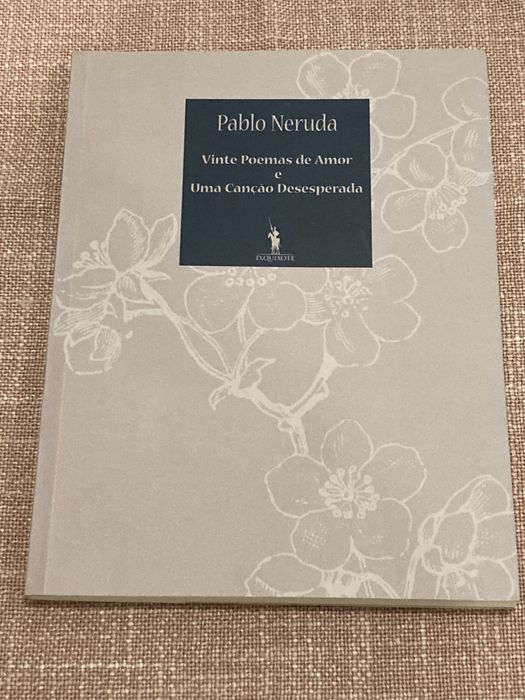 Pablo Neruda
Vinte Poemas de Amor
e
Uma Canção Desesperada
D.QUIXOTE